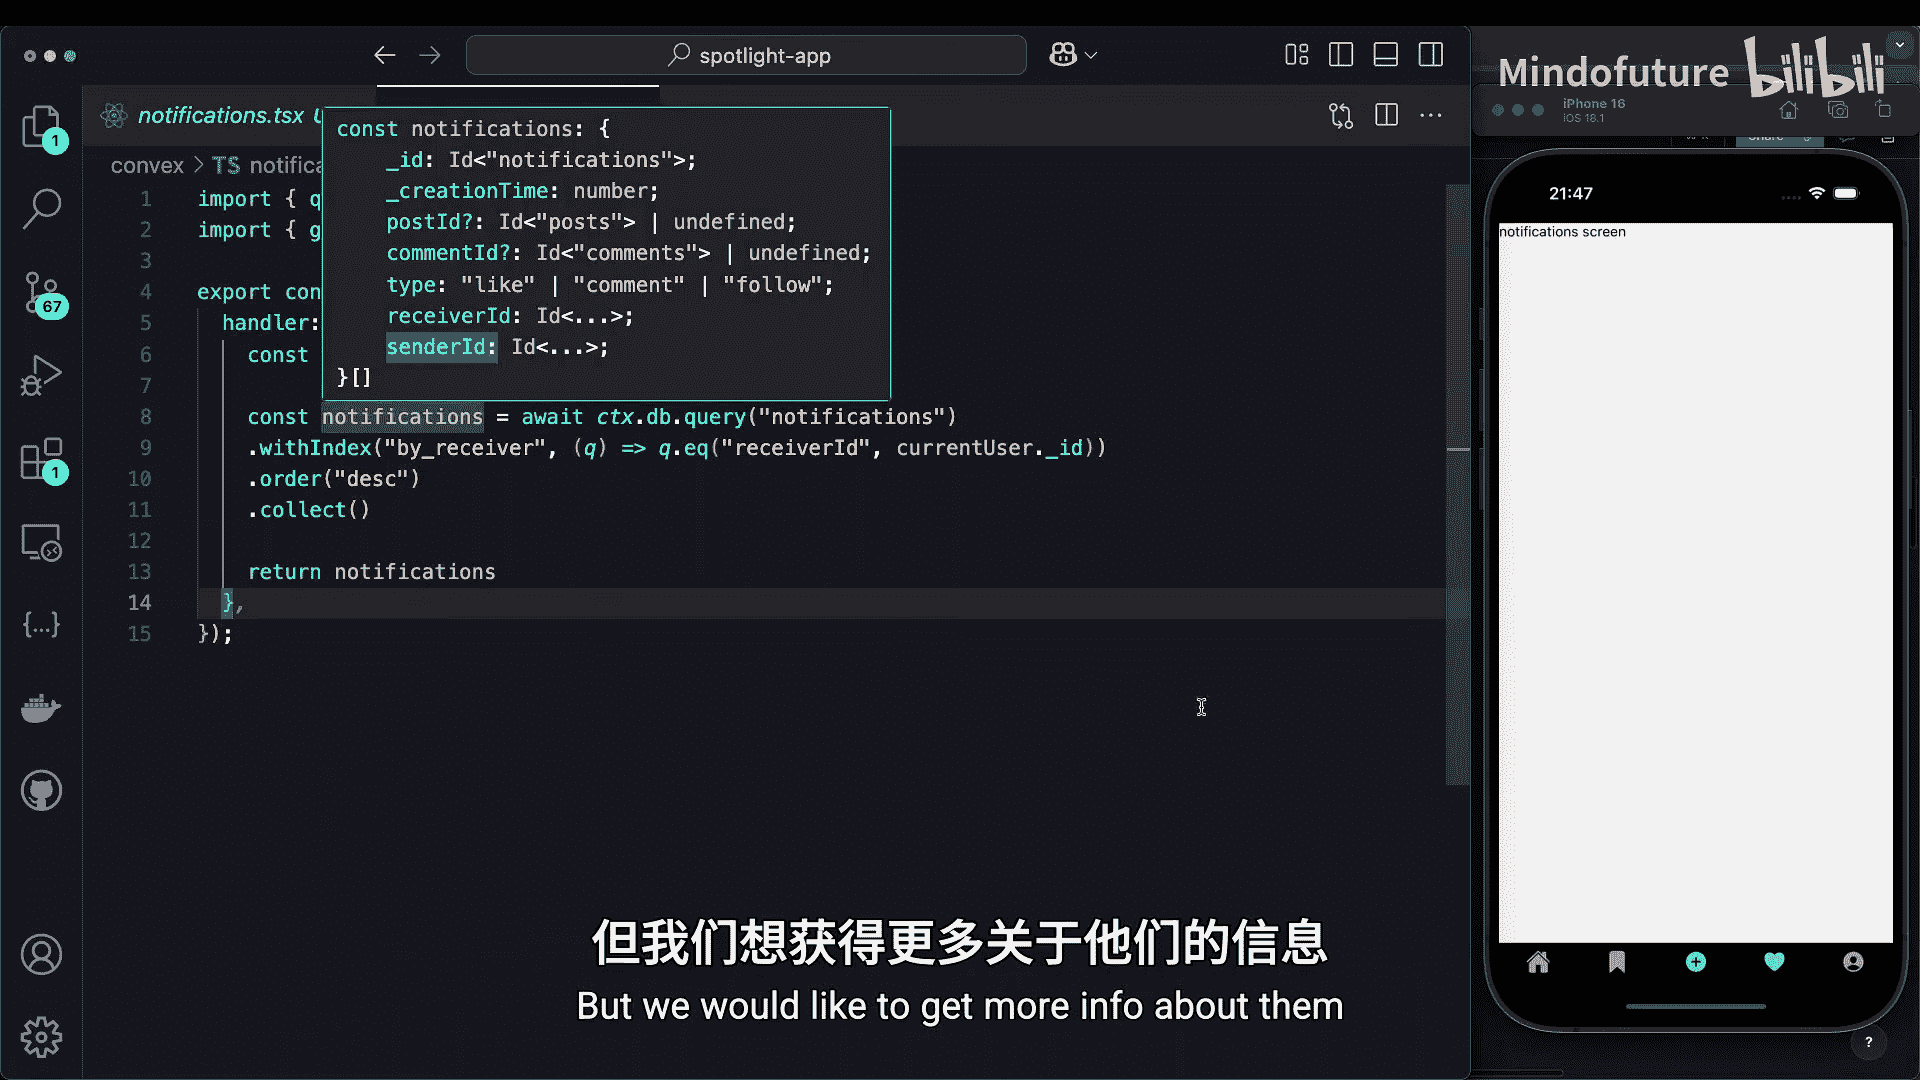 spotlight-app
Mindofuture bilibili
iPhone 16
iOS 18.1
notifications.tsx
convex > TS notifica
const notifications: {
_id: Id<"notifications">;
_creationTime: number;
postId?: Id<"posts"> | undefined;
commentId?: Id<"comments"> | undefined;
type: "like" | "comment" | "follow";
receiverId: Id<...>;
senderId: Id<...>;
}[]
1 import { q
2 import { g
3
4 export con
5 handler:
6 const
7
8 const notifications = await ctx.db.query("notifications")
9 .withIndex("by_receiver", (q) => q.eq("receiverId", currentUser._id))
10 .order("desc")
11 .collect()
12
13 return notifications
14 },
15 });
1
67
1
21:47
notifications screen
但我们想获得更多关于他们的信息
But we would like to get more info about them
?